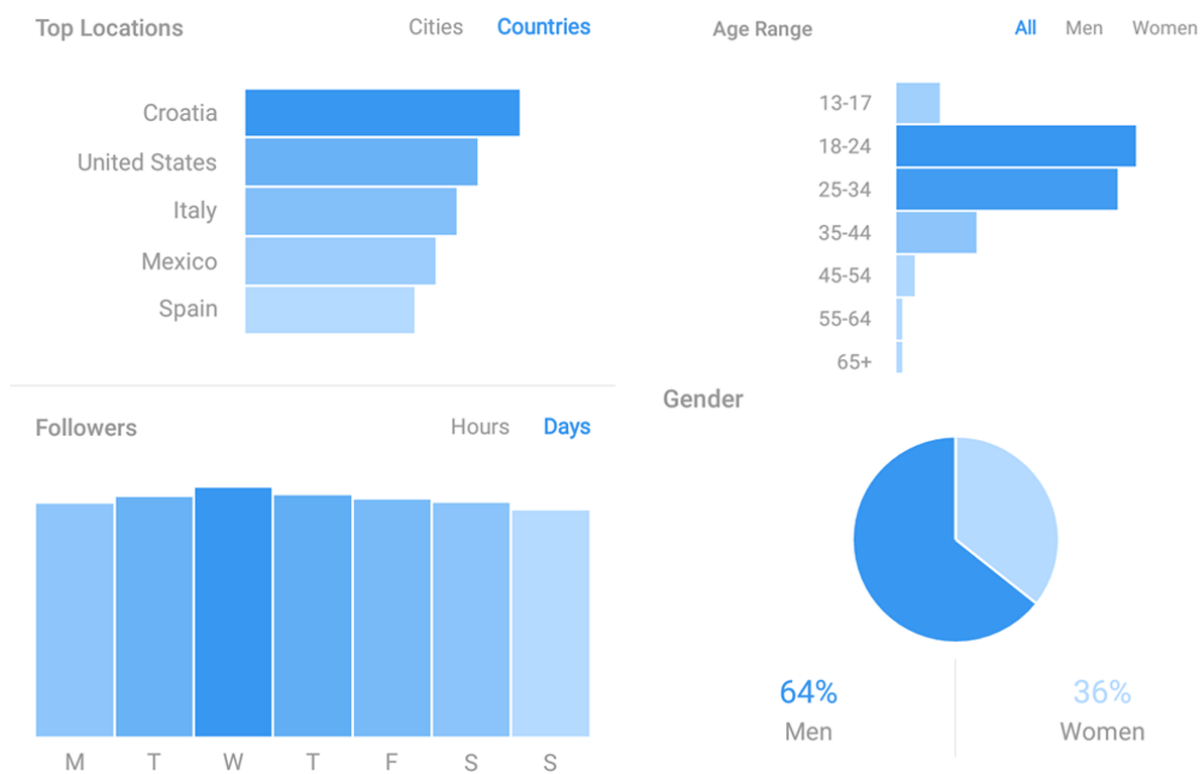 Top Locations Cities Countries
Croatia
United States
Italy
Mexico
Spain
Followers Hours Days
M T W T F S S
Age Range All Men Women
13-17
18-24
25-34
35-44
45-54
55-64
65+
Gender
64% 36%
Men Women